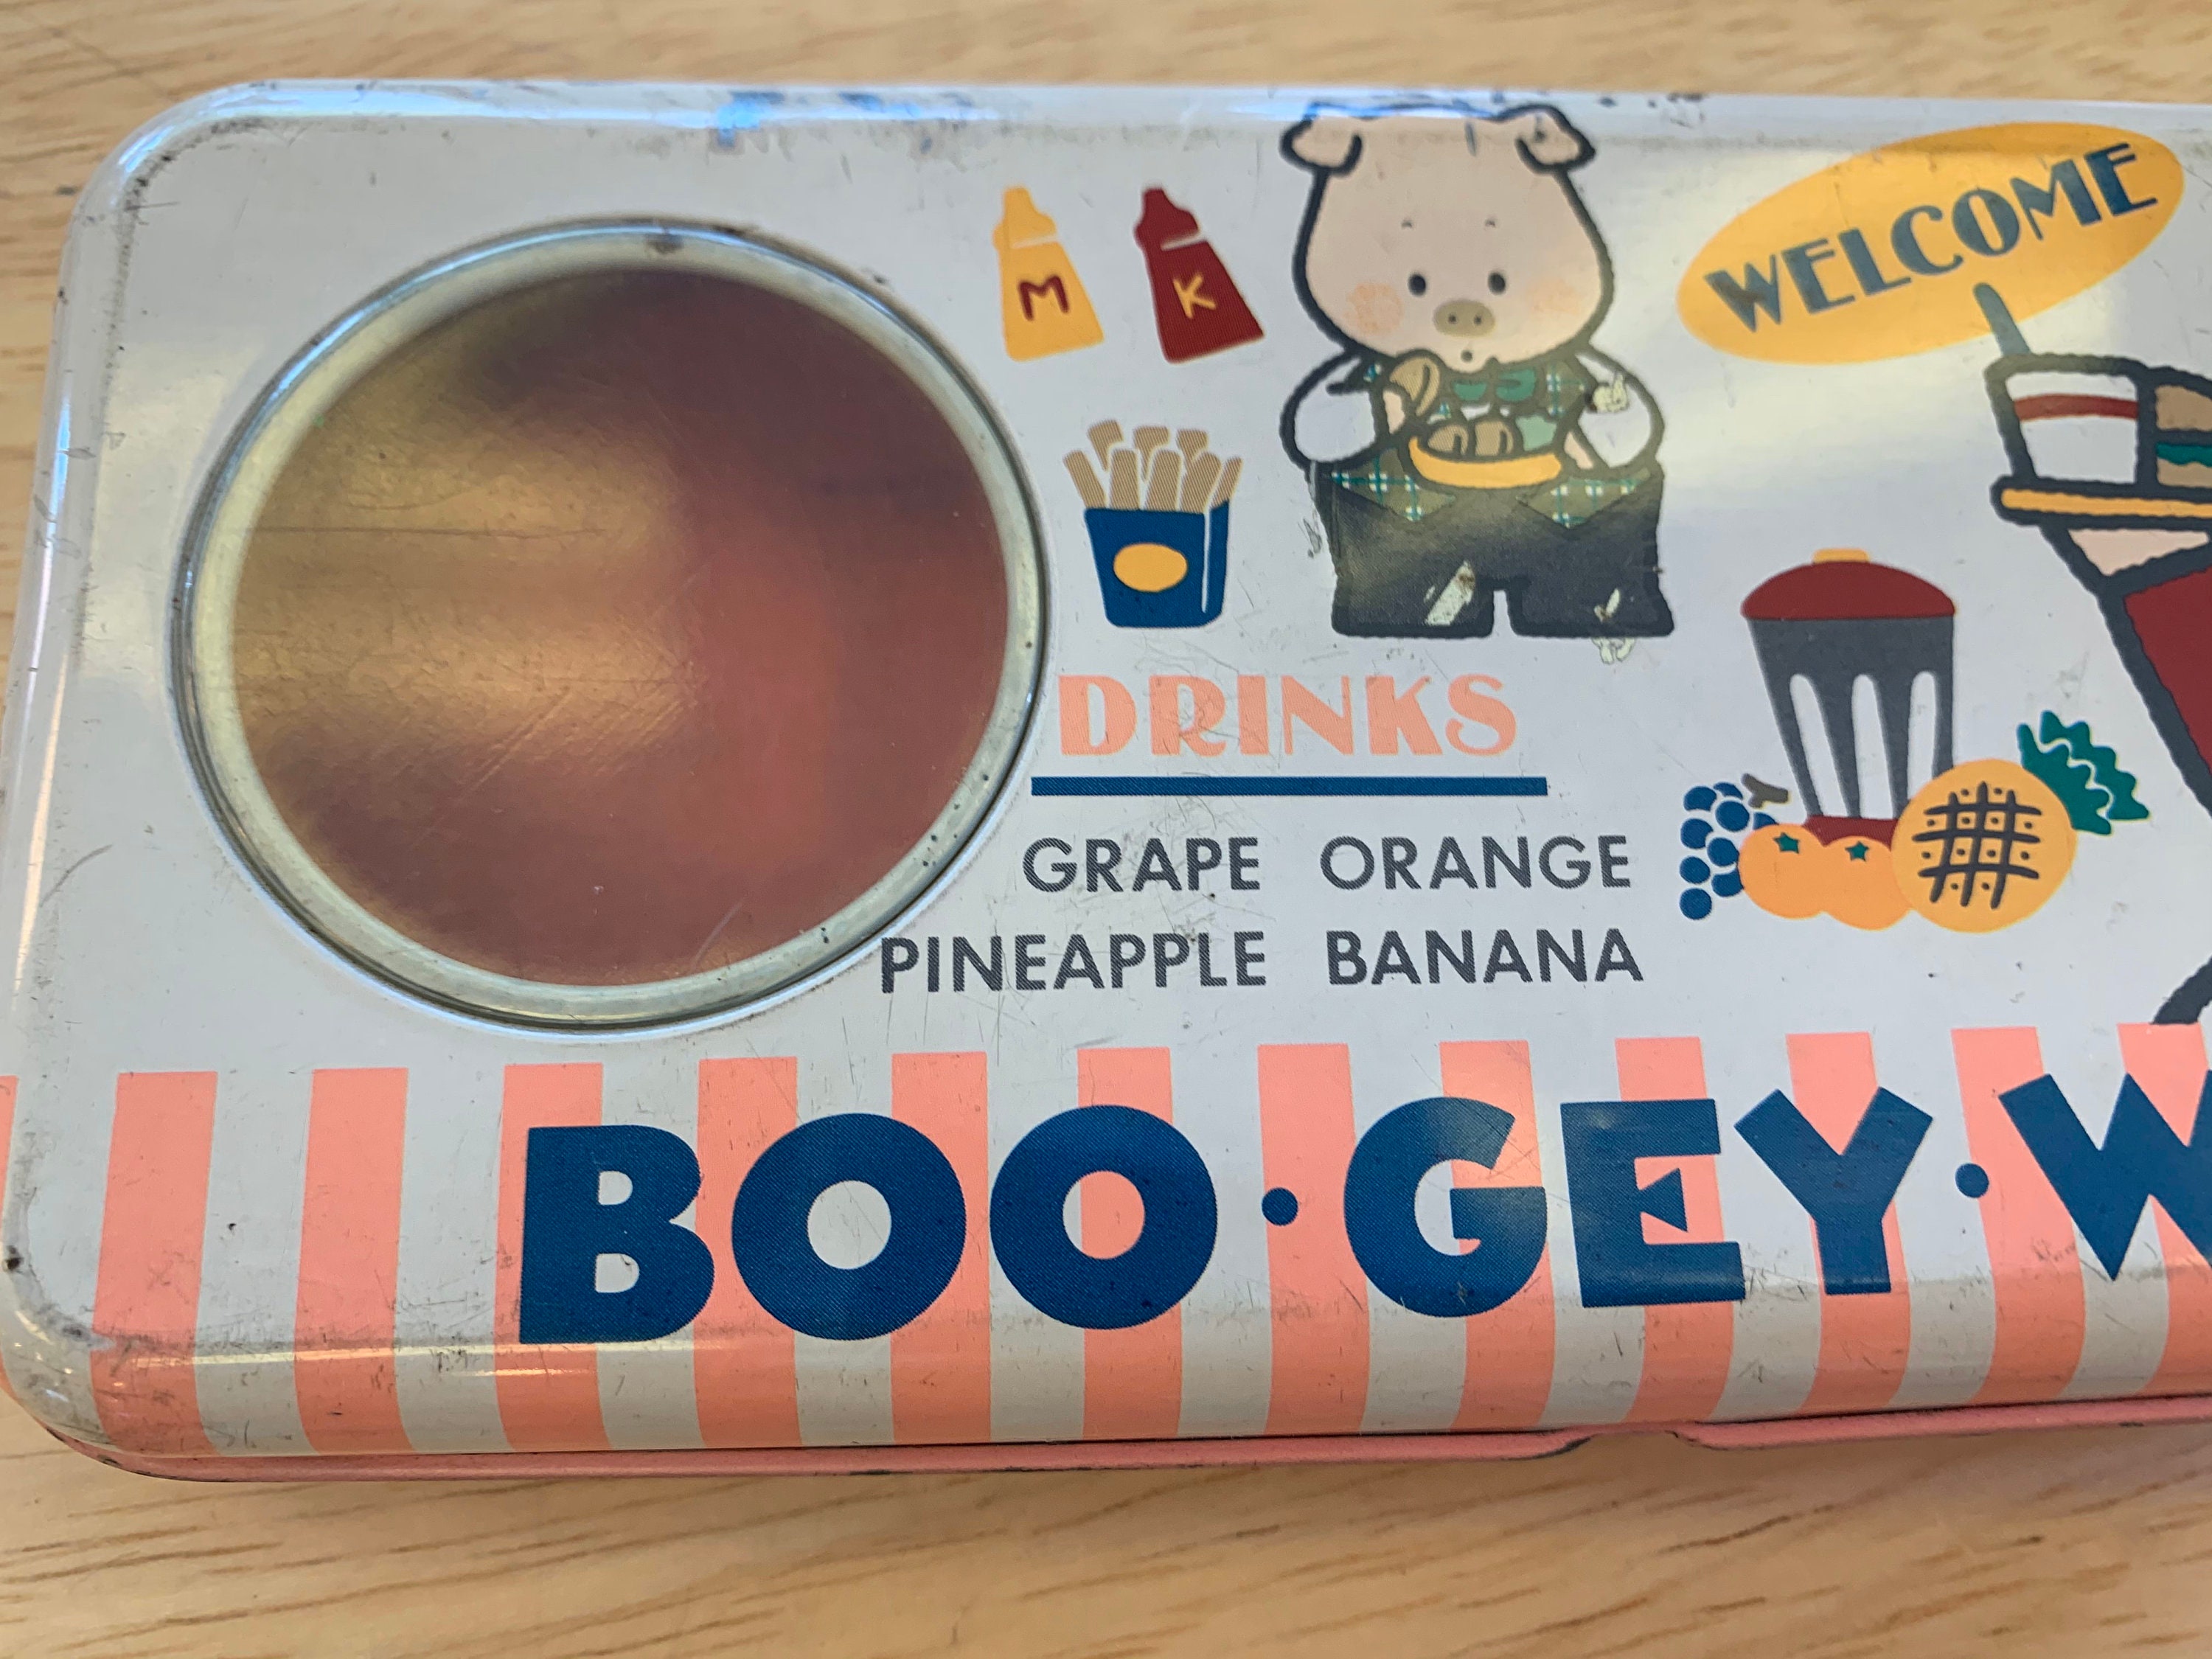 WELCOME
M K
DRINKS
GRAPE ORANGE
PINEAPPLE BANANA
BOO·GEY·W